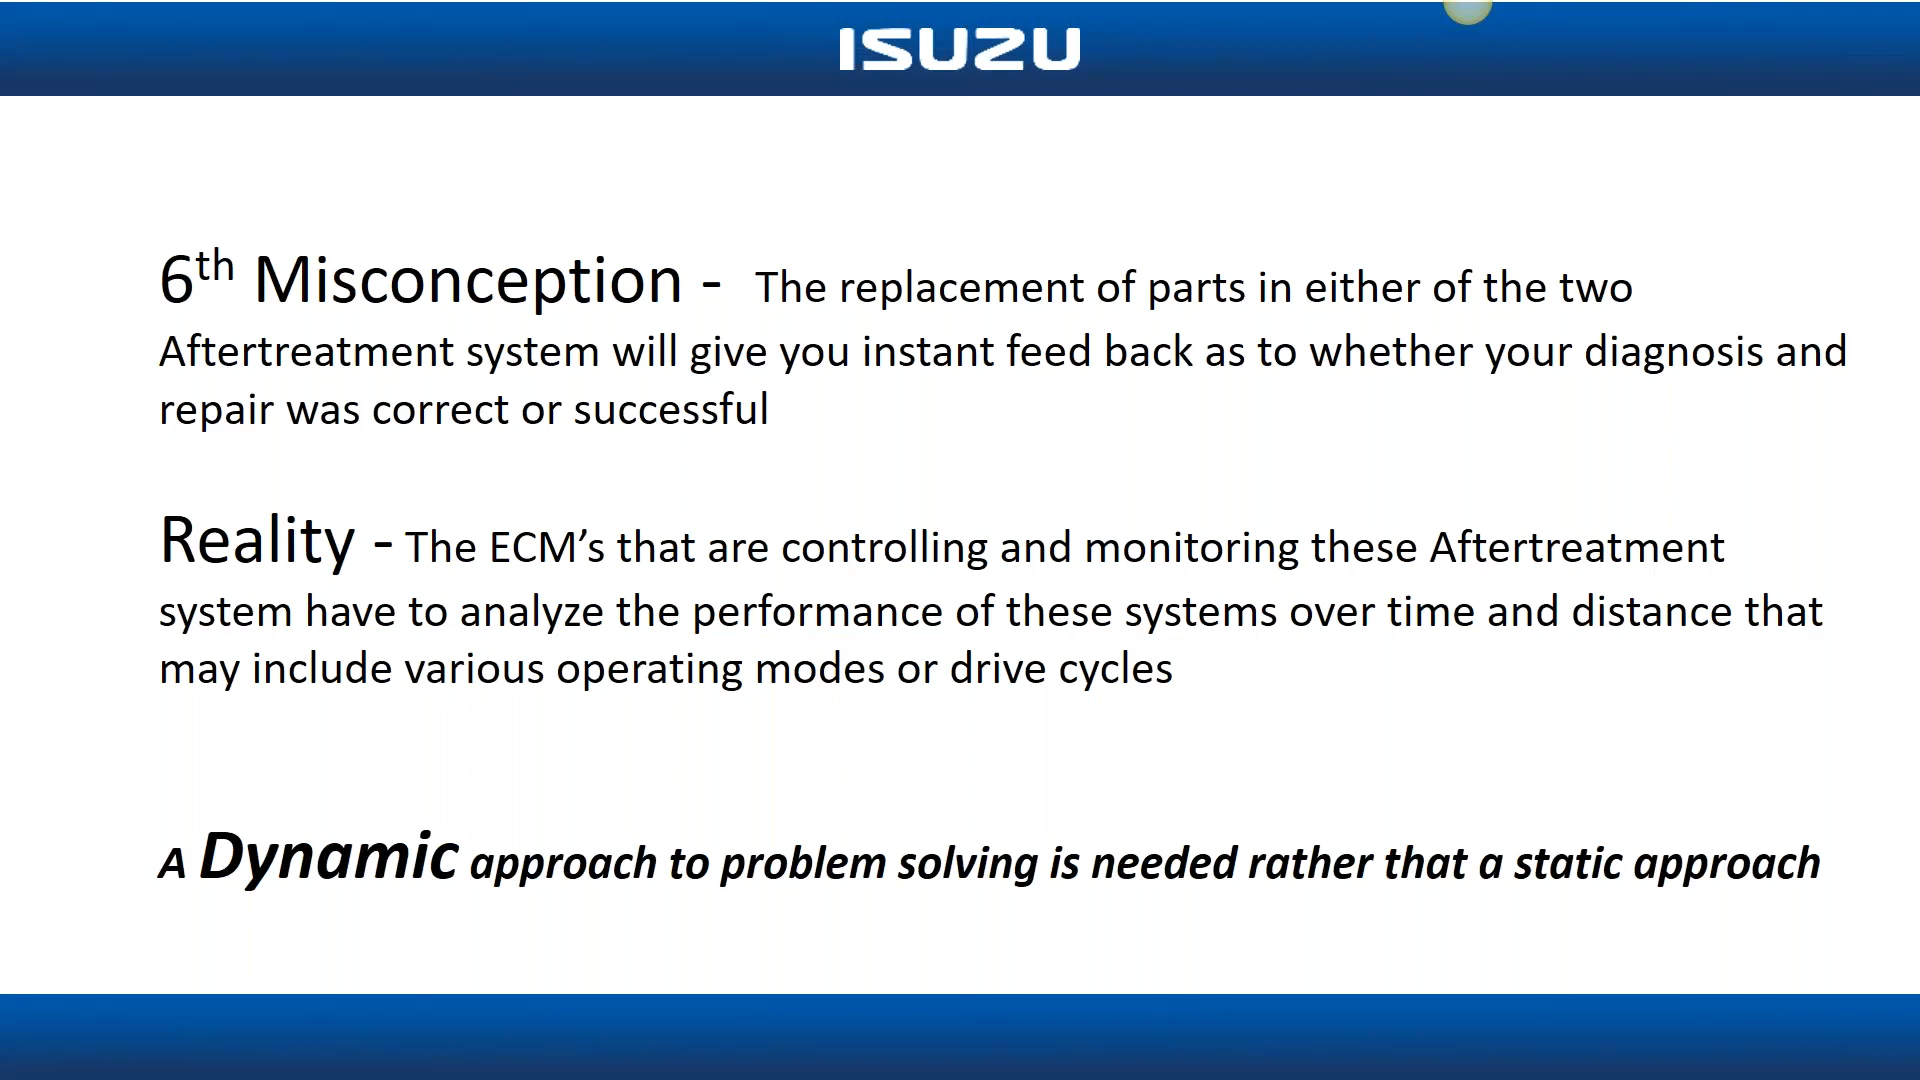 ISUZU
6th Misconception - The replacement of parts in either of the two
Aftertreatment system will give you instant feed back as to whether your diagnosis and
repair was correct or successful
Reality - The ECM’s that are controlling and monitoring these Aftertreatment
system have to analyze the performance of these systems over time and distance that
may include various operating modes or drive cycles
A Dynamic approach to problem solving is needed rather that a static approach